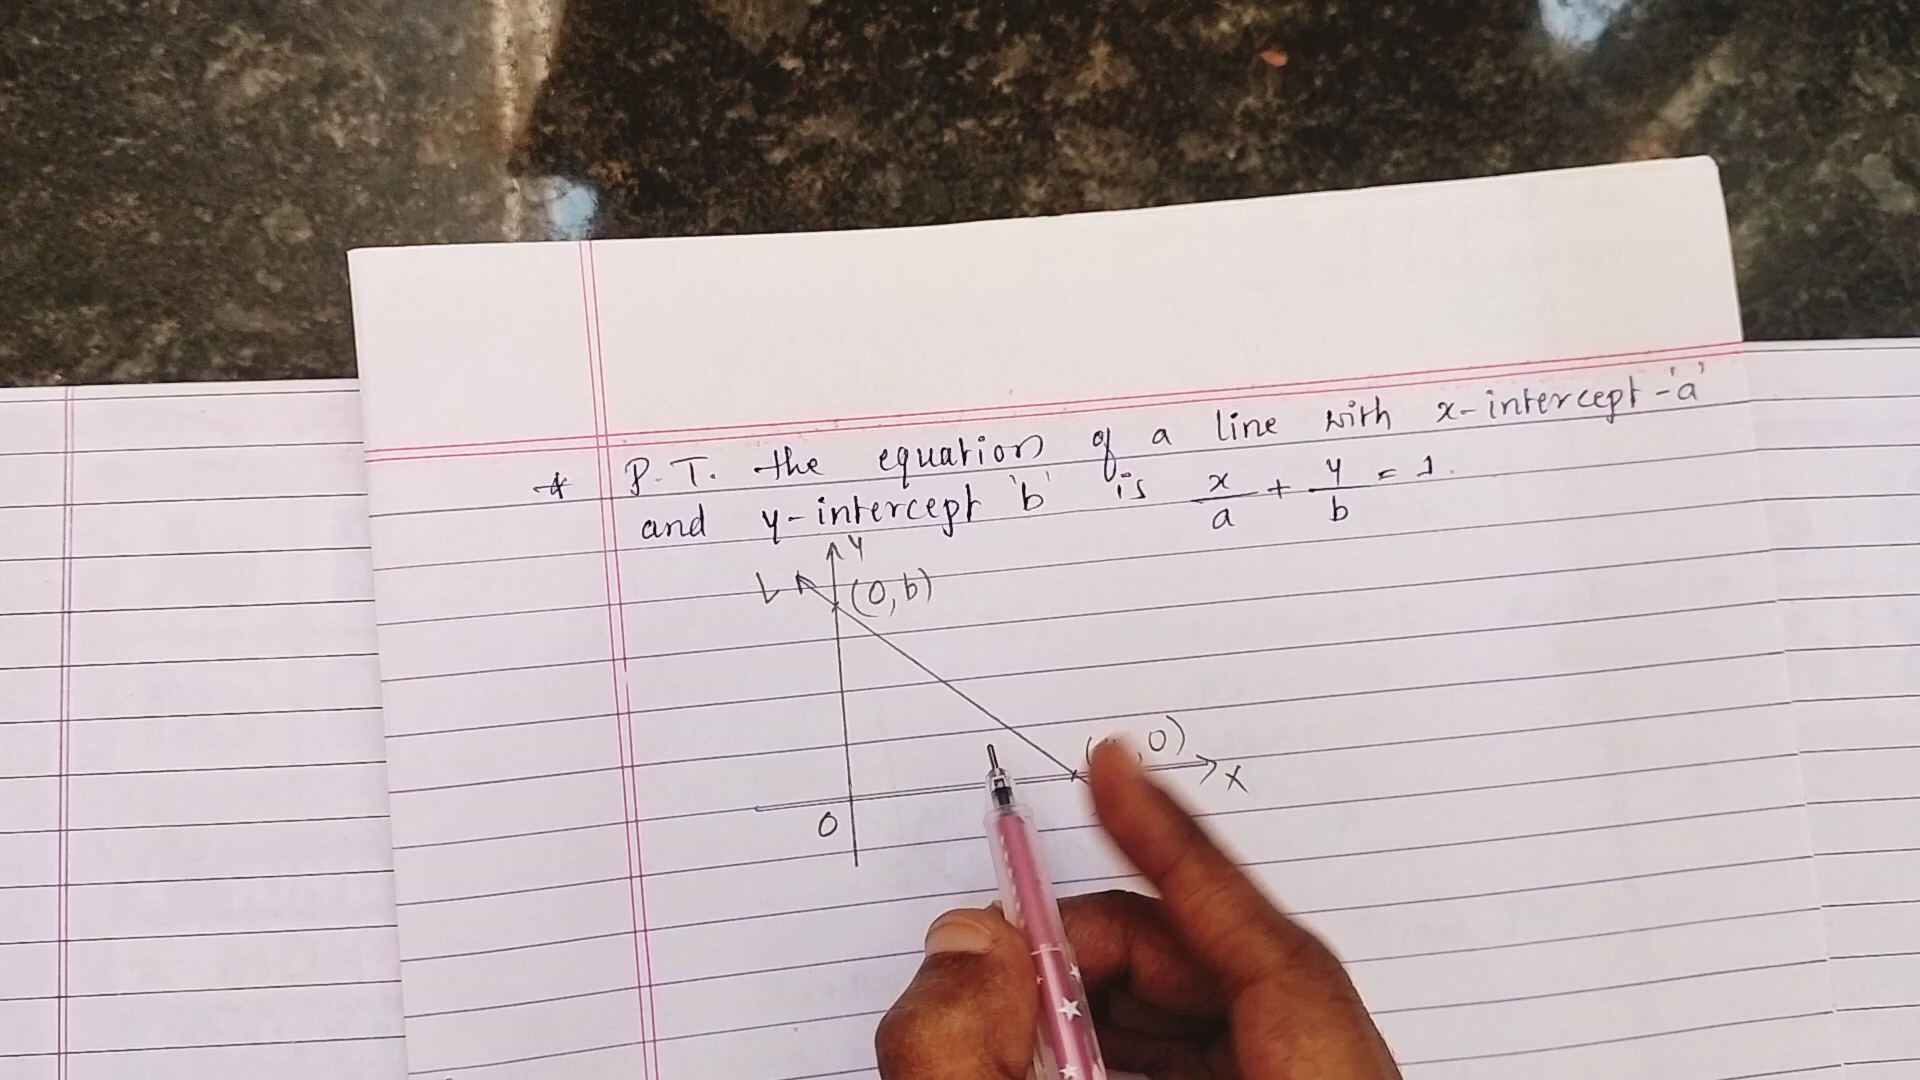 * P.T. the equation of a line with x-intercept-'a'
and y-intercept 'b' is x/a + y/b = 1.
Y
L (0,b)
( ,0)
X
O